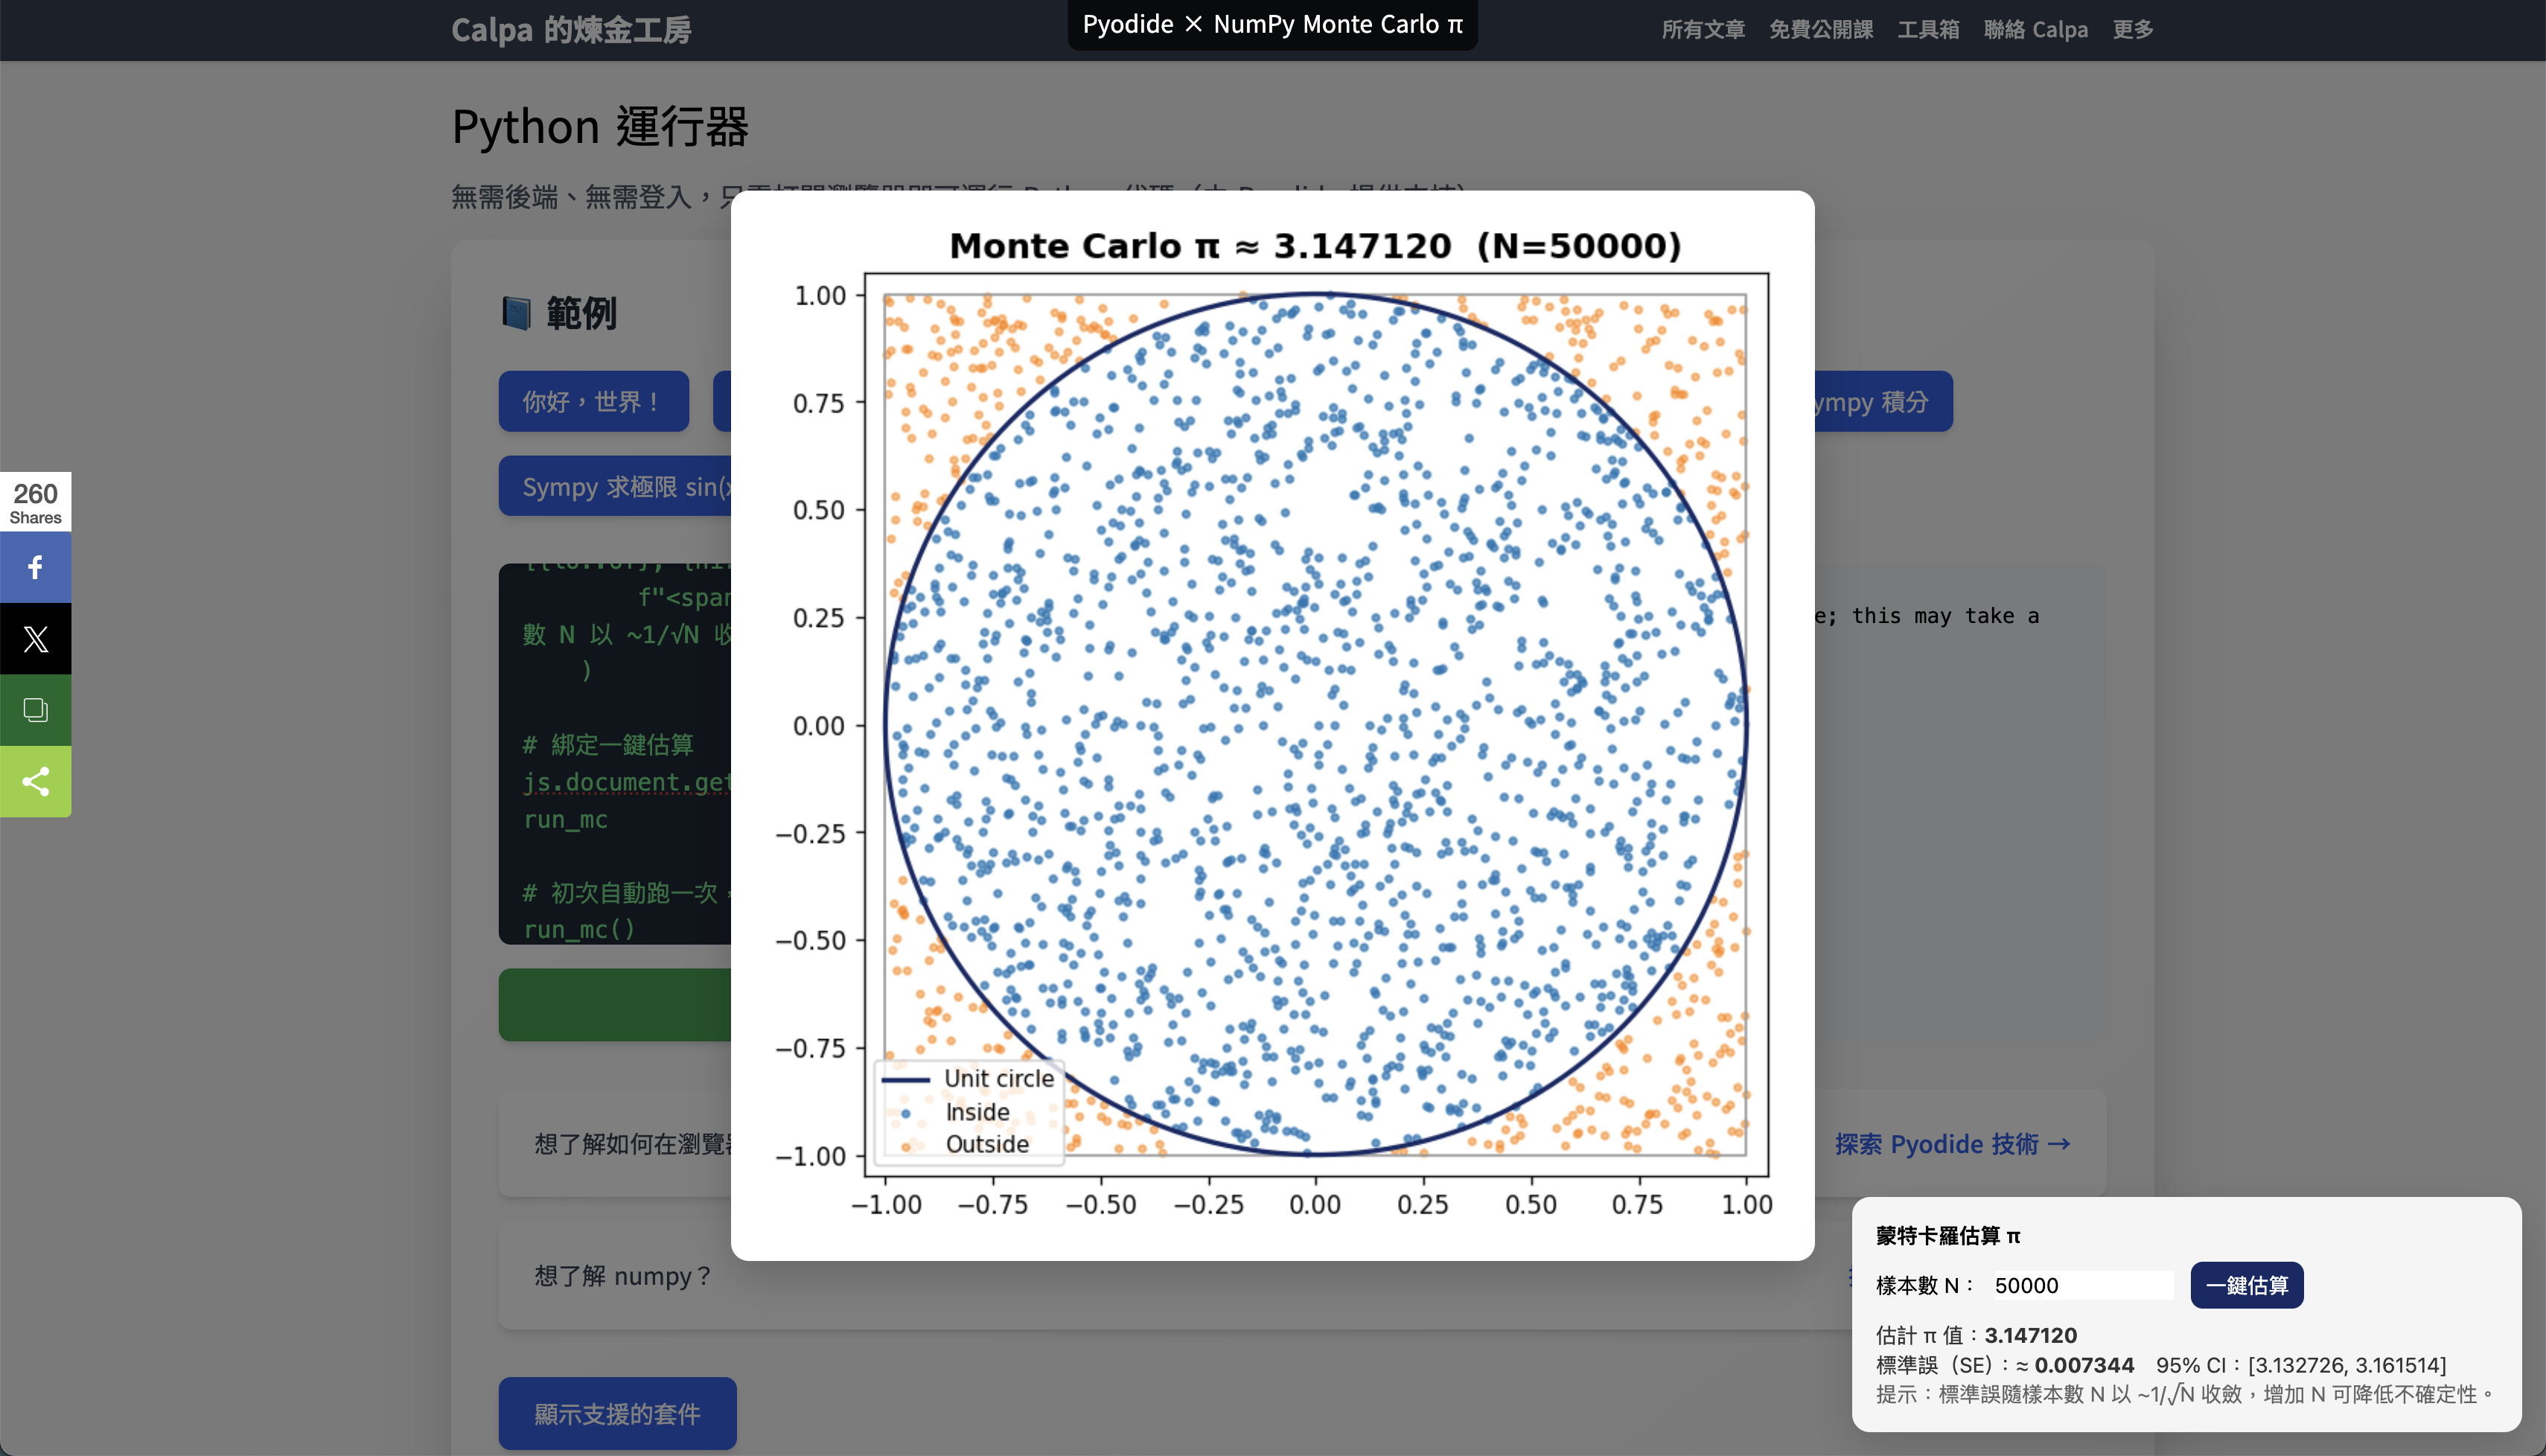 Calpa 的煉金工房
Pyodide × NumPy Monte Carlo π
所有文章 免費公開課 工具箱 聯絡 Calpa 更多
Python 運行器
無需後端、無需登入，
📘 範例
你好，世界！
ympy 積分
Sympy 求極限 sin(x
260
Shares
f"<spar
數 N 以 ~1/√N 收
)
# 綁定一鍵估算
js.document.get
run_mc
# 初次自動跑一次，
run_mc()
e; this may take a
Monte Carlo π ≈ 3.147120 (N=50000)
1.00
0.75
0.50
0.25
0.00
−0.25
−0.50
−0.75
−1.00
Unit circle
Inside
Outside
−1.00 −0.75 −0.50 −0.25 0.00 0.25 0.50 0.75 1.00
想了解如何在瀏覽
探索 Pyodide 技術 →
想了解 numpy？
顯示支援的套件
蒙特卡羅估算 π
樣本數 N： 50000 一鍵估算
估計 π 值：3.147120
標準誤（SE）：≈ 0.007344 95% CI：[3.132726, 3.161514]
提示：標準誤隨樣本數 N 以 ~1/√N 收斂，增加 N 可降低不確定性。